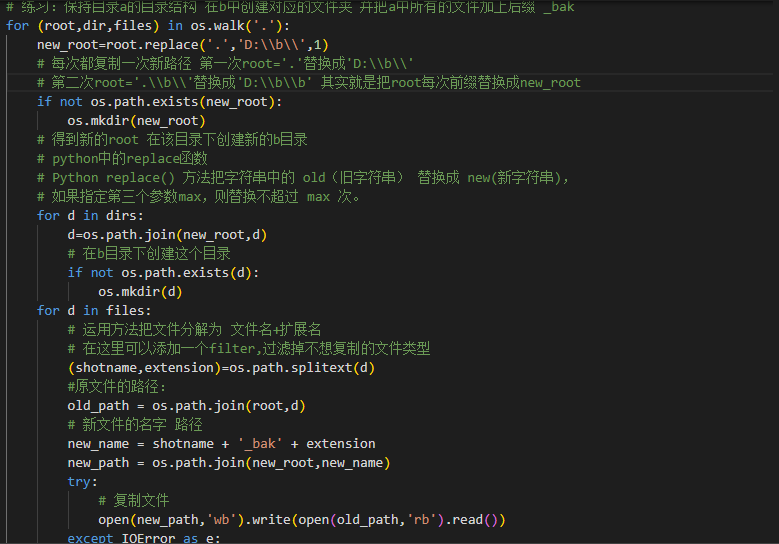 # 练习：保持目录a的目录结构 在b中创建对应的文件夹 并把a中所有的文件加上后缀 _bak
for (root,dir,files) in os.walk('.'):
    new_root=root.replace('.','D:\\b\\',1)
    # 每次都复制一次新路径 第一次root='.'替换成'D:\\b\\'
    # 第二次root='.\\b\\'替换成'D:\\b\\b' 其实就是把root每次前缀替换成new_root
    if not os.path.exists(new_root):
        os.mkdir(new_root)
    # 得到新的root 在该目录下创建新的b目录
    # python中的replace函数
    # Python replace() 方法把字符串中的 old（旧字符串） 替换成 new(新字符串)，
    # 如果指定第三个参数max，则替换不超过 max 次。
    for d in dirs:
        d=os.path.join(new_root,d)
        # 在b目录下创建这个目录
        if not os.path.exists(d):
            os.mkdir(d)
    for d in files:
        # 运用方法把文件分解为 文件名+扩展名
        # 在这里可以添加一个filter,过滤掉不想复制的文件类型
        (shotname,extension)=os.path.splitext(d)
        #原文件的路径：
        old_path = os.path.join(root,d)
        # 新文件的名字 路径
        new_name = shotname + '_bak' + extension
        new_path = os.path.join(new_root,new_name)
        try:
            # 复制文件
            open(new_path,'wb').write(open(old_path,'rb').read())
        except IOError as e: